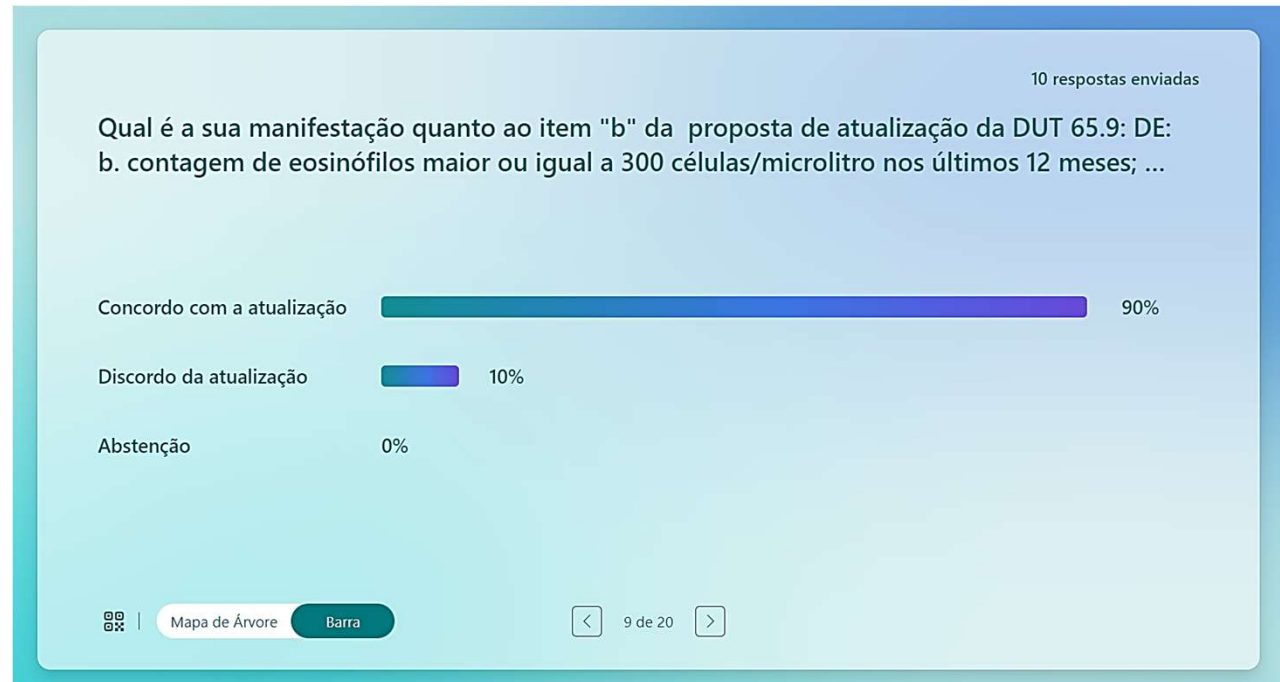 10 respostas enviadas
Qual é a sua manifestação quanto ao item "b" da  proposta de atualização da DUT 65.9: DE:
b. contagem de eosinófilos maior ou igual a 300 células/microlitro nos últimos 12 meses; ...
Concordo com a atualização 90%
Discordo da atualização 10%
Abstenção 0%
Mapa de Árvore Barra 9 de 20